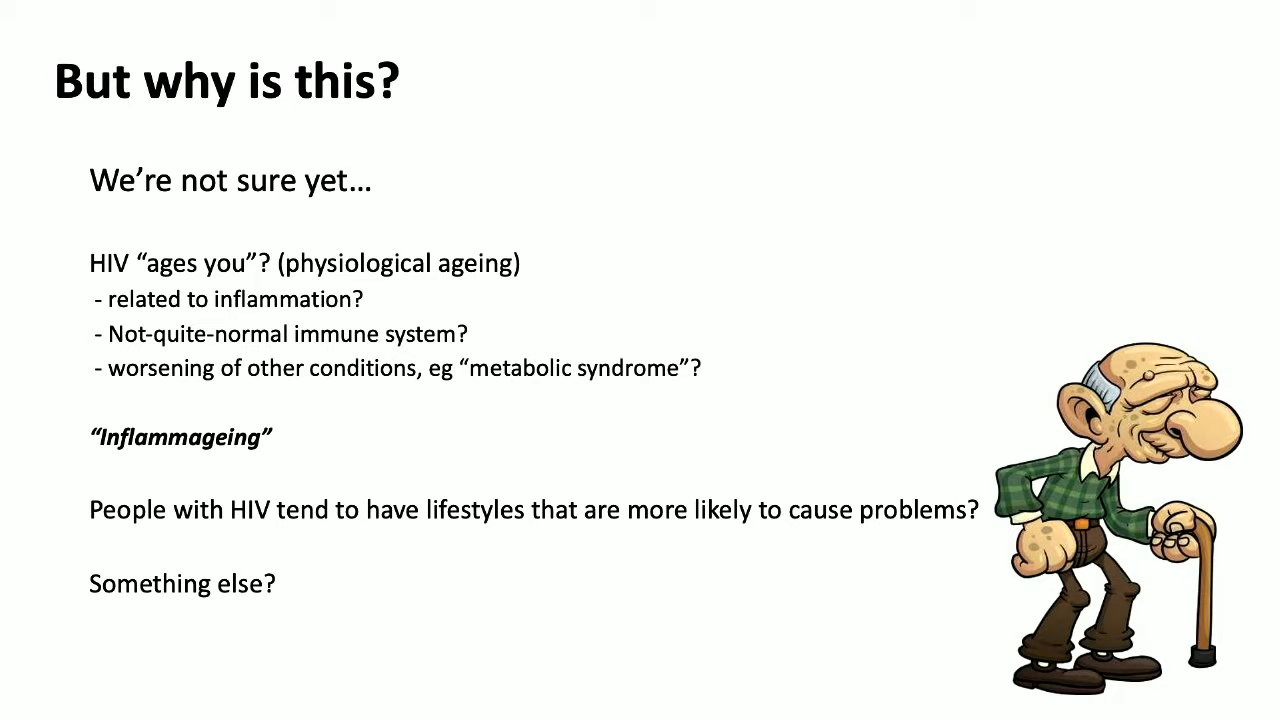 But why is this?
We’re not sure yet...
HIV “ages you”? (physiological ageing)
- related to inflammation?
- Not-quite-normal immune system?
- worsening of other conditions, eg “metabolic syndrome”?
“Inflammageing”
People with HIV tend to have lifestyles that are more likely to cause problems?
Something else?